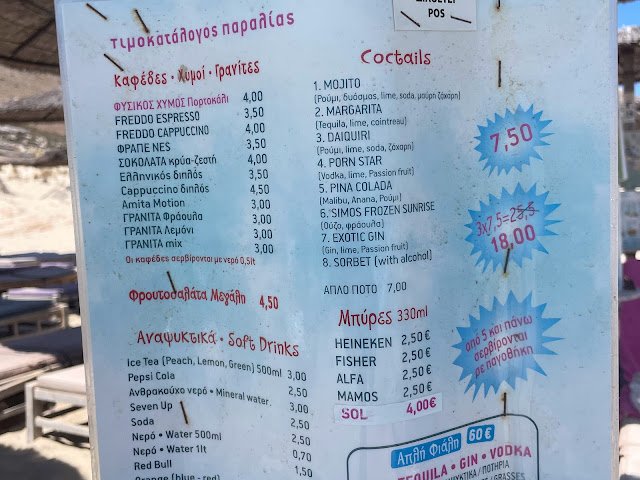 POS
Τιμοκατάλογος παραλίας
Καφέδες · Χυμοί · Γρανίτες
ΦΥΣΙΚΟΣ ΧΥΜΟΣ Πορτοκάλι 4,00
FREDDO ESPRESSO 3,50
FREDDO CAPPUCCINO 4,00
ΦΡΑΠΕ NES 3,50
ΣΟΚΟΛΑΤΑ κρύα-ζεστή 4,00
Ελληνικός διπλός 3,50
Cappuccino διπλός 4,50
Amita Motion 3,00
ΓΡΑΝΙΤΑ Φράουλα 3,00
ΓΡΑΝΙΤΑ Λεμόνι 3,00
ΓΡΑΝΙΤΑ mix 3,00
Οι καφέδες σερβίρονται με νερό 0,5lt
Φρουτοσαλάτα Μεγάλη 4,50
Αναψυκτικά · Soft Drinks
Ice Tea (Peach, Lemon, Green) 500ml 3,00
Pepsi Cola 2,50
Ανθρακούχο νερό · Mineral water 3,00
Seven Up 2,50
Soda 2,50
Νερό · Water 500ml 0,70
Νερό · Water 1lt 1,50
Red Bull
Coctails
1. MOJITO
(Ρούμι, δυόσμος, lime, soda, μαύρη ζάχαρη)
2. MARGARITA
(Tequila, lime, cointreau)
3. DAIQUIRI
(Ρούμι, lime, soda, ζάχαρη)
4. PORN STAR
(Vodka, lime, Passion fruit)
5. PINA COLADA
(Malibu, Anana, Ρούμι)
6. SIMOS FROZEN SUNRISE
(Ούζο, φράουλα)
7. EXOTIC GIN
(Gin, lime, Passion fruit)
8. SORBET (with alcohol)
ΑΠΛΟ ΠΟΤΟ 7,00
7,50
3x7,5=25,5
18,00
Μπύρες 330ml
HEINEKEN 2,50€
FISHER 2,50€
ALFA 2,50€
MAMOS 2,50€
SOL 4,00€
από 5 και πάνω
σερβίρονται
με παγοθήκη
Απλή Φιάλη 60€
TEQUILA · GIN · VODKA